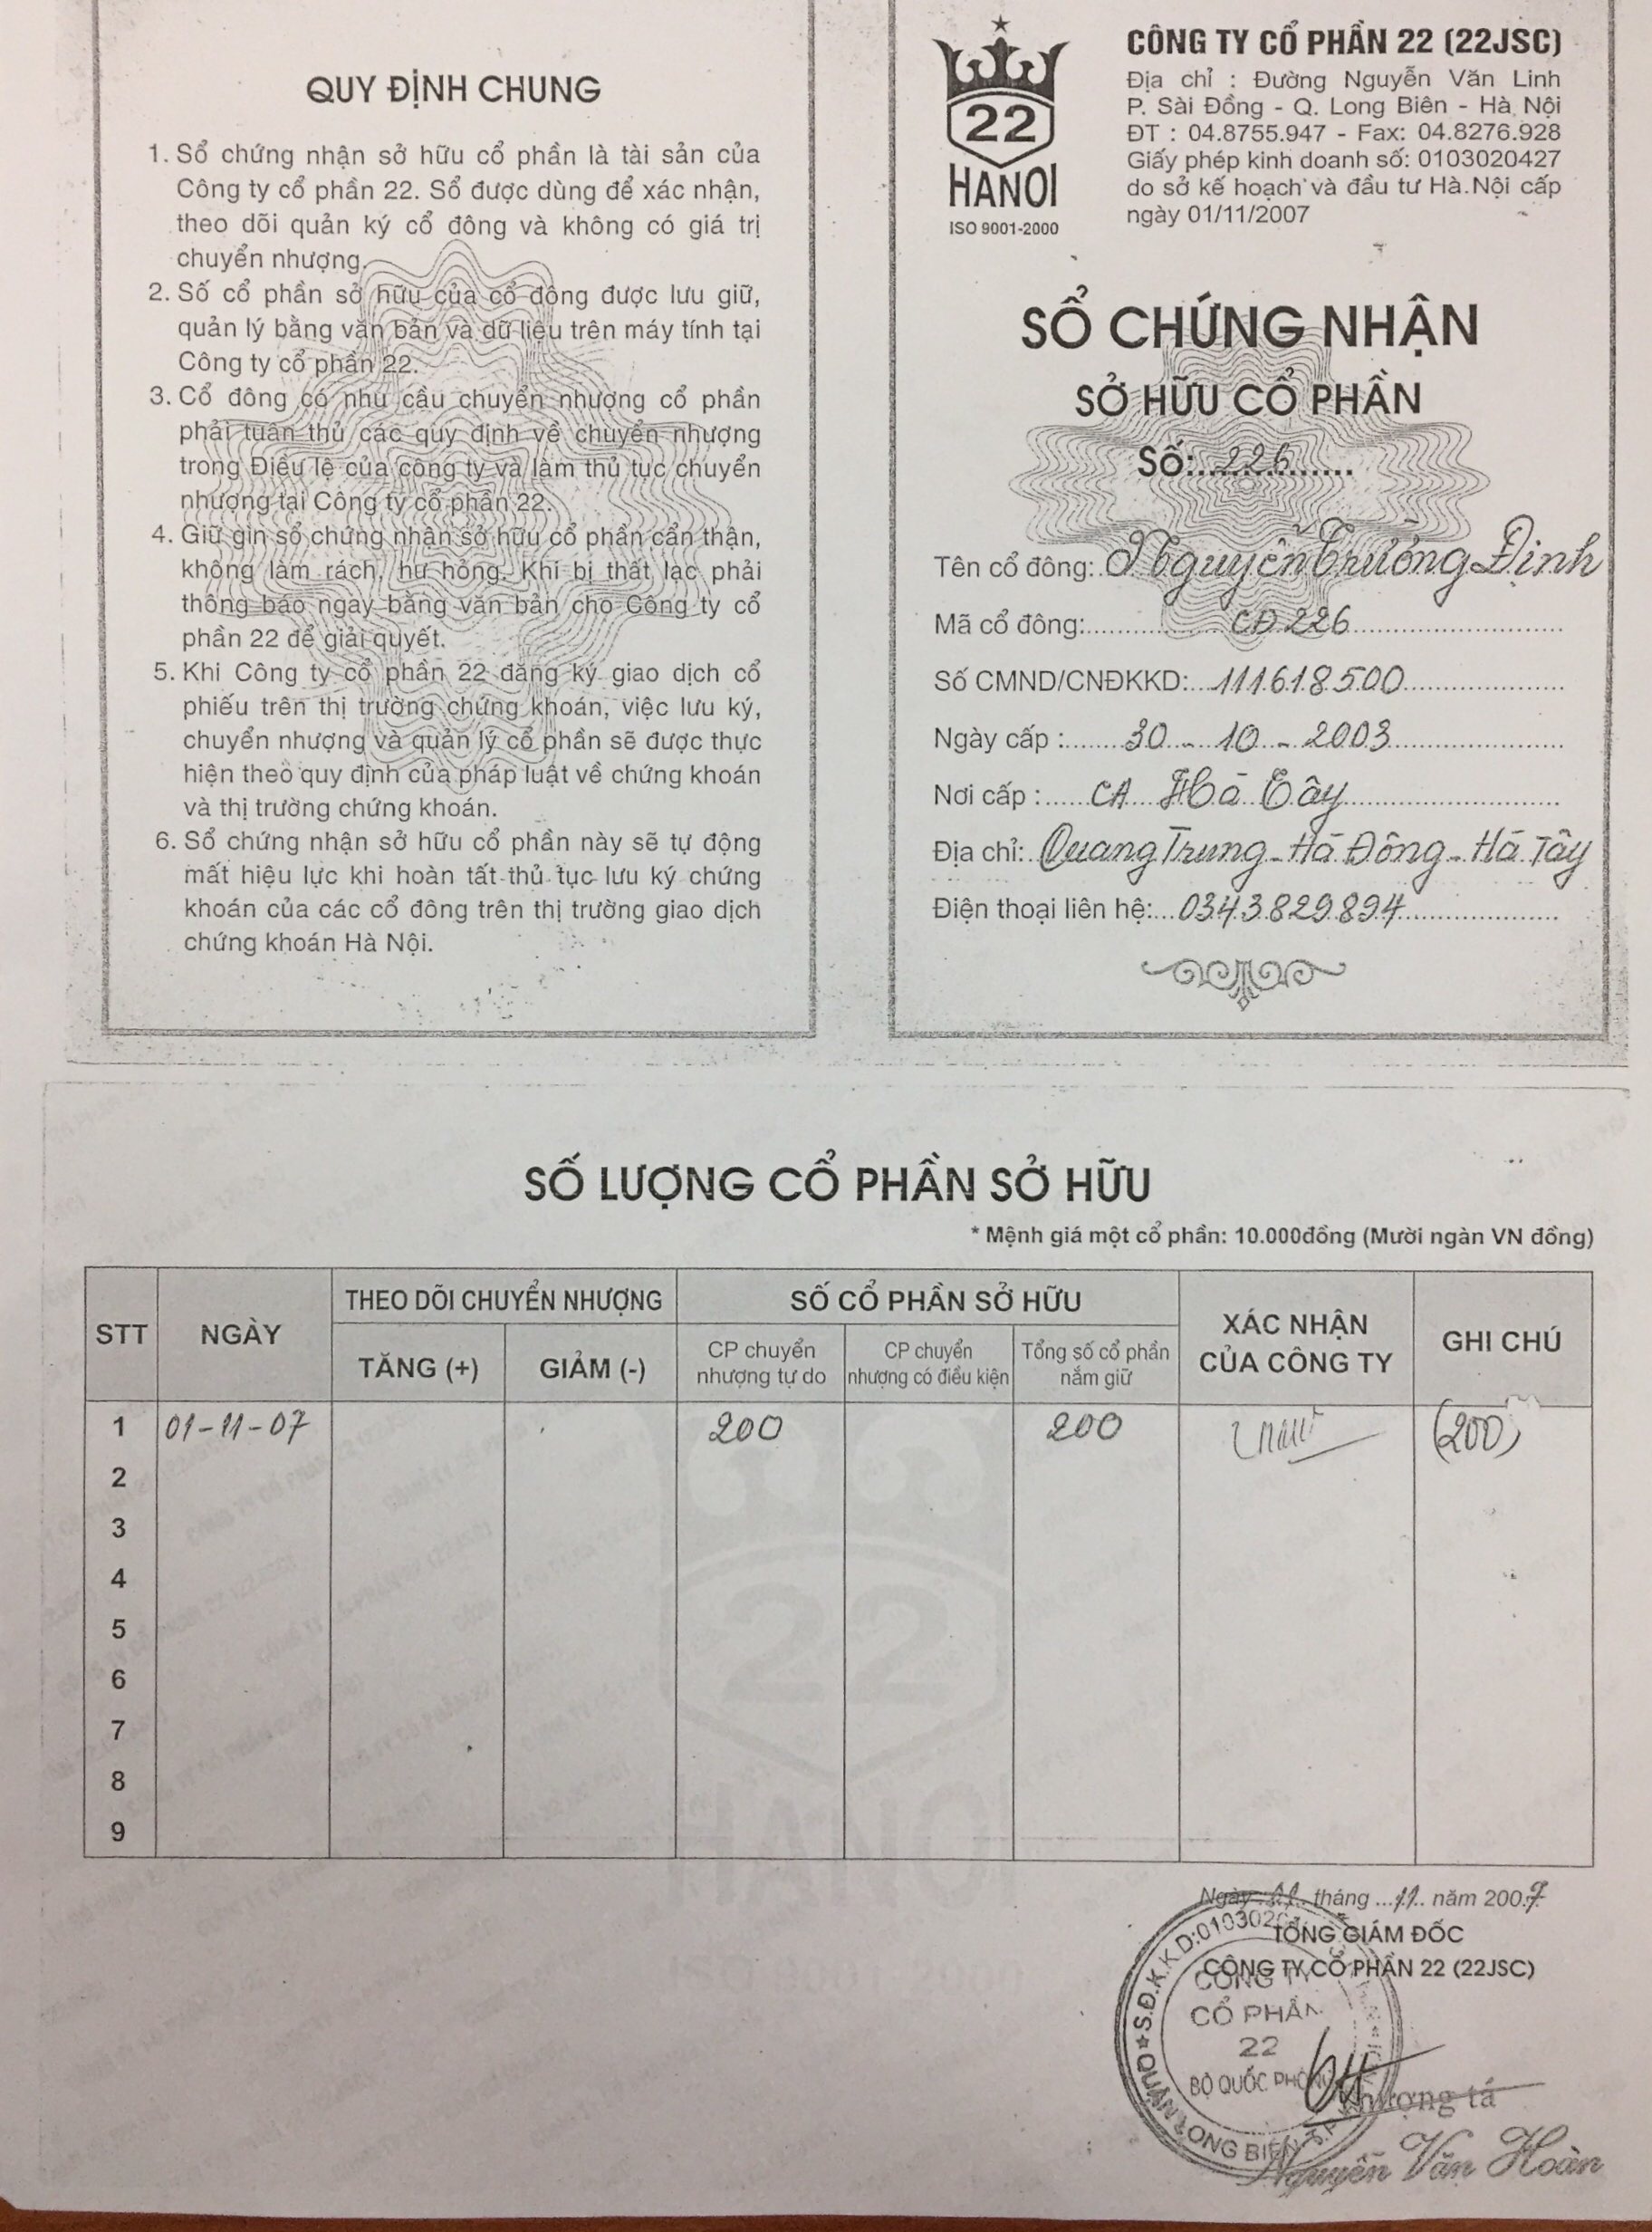 QUY ĐỊNH CHUNG
1. Sổ chứng nhận sở hữu cổ phần là tài sản của
Công ty cổ phần 22. Sổ được dùng để xác nhận,
theo dõi quản ký cổ đông và không có giá trị
chuyển nhượng.
2. Số cổ phần sở hữu của cổ đông được lưu giữ,
quản lý bằng văn bản và dữ liệu trên máy tính tại
Công ty cổ phần 22.
3. Cổ đông có nhu cầu chuyển nhượng cổ phần
phải tuân thủ các quy định về chuyển nhượng
trong Điều lệ của công ty và làm thủ tục chuyển
nhượng tại Công ty cổ phần 22.
4. Giữ gìn sổ chứng nhận sở hữu cổ phần cẩn thận,
không làm rách, hư hỏng. Khi bị thất lạc phải
thông báo ngay bằng văn bản cho Công ty cổ
phần 22 để giải quyết.
5. Khi Công ty cổ phần 22 đăng ký giao dịch cổ
phiếu trên thị trường chứng khoán, việc lưu ký,
chuyển nhượng và quản lý cổ phần sẽ được thực
hiện theo quy định của pháp luật về chứng khoán
và thị trường chứng khoán.
6. Sổ chứng nhận sở hữu cổ phần này sẽ tự động
mất hiệu lực khi hoàn tất thủ tục lưu ký chứng
khoán của các cổ đông trên thị trường giao dịch
chứng khoán Hà Nội.
22
HANOI
ISO 9001-2000
CÔNG TY CỔ PHẦN 22 (22JSC)
Địa chỉ : Đường Nguyễn Văn Linh
P. Sài Đồng - Q. Long Biên - Hà Nội
ĐT : 04.8755.947 - Fax: 04.8276.928
Giấy phép kinh doanh số: 0103020427
do sở kế hoạch và đầu tư Hà Nội cấp
ngày 01/11/2007
SỔ CHỨNG NHẬN
SỞ HỮU CỔ PHẦN
Số: 226
Tên cổ đông: Nguyễn Trường Định
Mã cổ đông: CĐ 226
Số CMND/CNĐKKD: 111618500
Ngày cấp : 30 - 10 - 2003
Nơi cấp : CA Hà Tây
Địa chỉ: Quang Trung - Hà Đông - Hà Tây
Điện thoại liên hệ: 0343.829.894
SỐ LƯỢNG CỔ PHẦN SỞ HỮU
* Mệnh giá một cổ phần: 10.000đồng (Mười ngàn VN đồng)
STT NGÀY THEO DÕI CHUYỂN NHƯỢNG SỐ CỔ PHẦN SỞ HỮU XÁC NHẬN CỦA CÔNG TY GHI CHÚ
TĂNG (+) GIẢM (-) CP chuyển nhượng tự do CP chuyển nhượng có điều kiện Tổng số cổ phần nắm giữ
1 01-11-07 200 200 (200)
2
3
4
5
6
7
8
9
22
HANOI
Ngày 01 tháng 11 năm 2007
TỔNG GIÁM ĐỐC
CÔNG TY CỔ PHẦN 22 (22JSC)
CÔNG TY
CỔ PHẦN
22
BỘ QUỐC PHÒNG
Thượng tá
Nguyễn Văn Hoàn